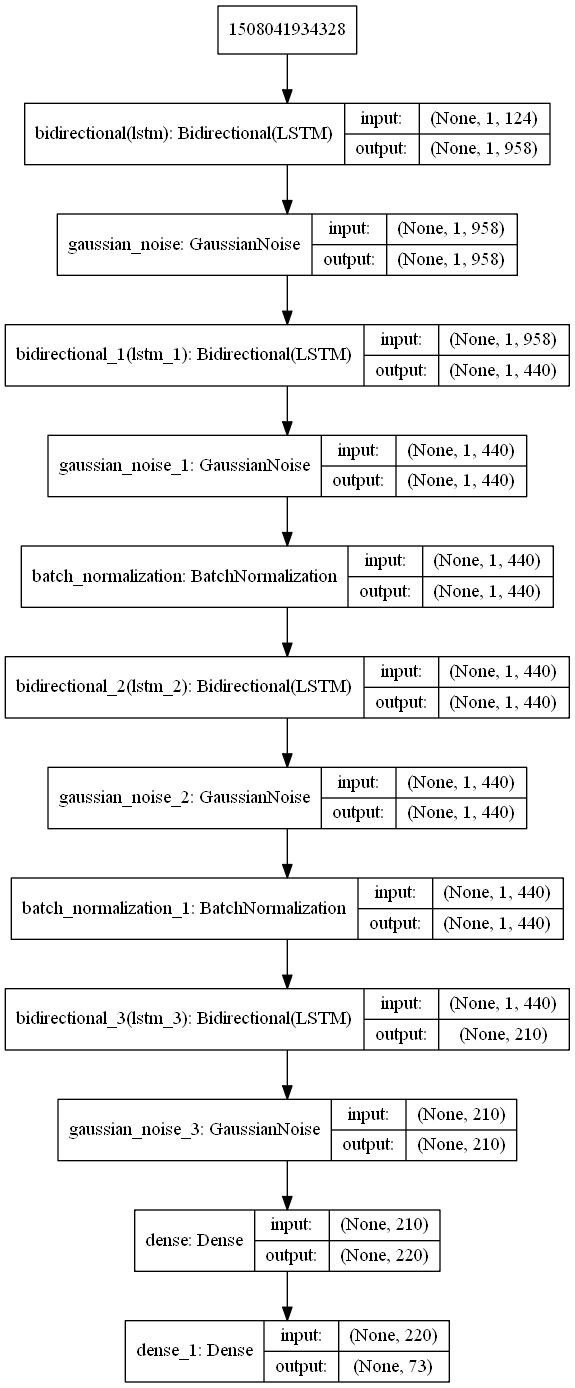 1508041934328
bidirectional(lstm): Bidirectional(LSTM)
input: (None, 1, 124)
output: (None, 1, 958)
gaussian_noise: GaussianNoise
input: (None, 1, 958)
output: (None, 1, 958)
bidirectional_1(lstm_1): Bidirectional(LSTM)
input: (None, 1, 958)
output: (None, 1, 440)
gaussian_noise_1: GaussianNoise
input: (None, 1, 440)
output: (None, 1, 440)
batch_normalization: BatchNormalization
input: (None, 1, 440)
output: (None, 1, 440)
bidirectional_2(lstm_2): Bidirectional(LSTM)
input: (None, 1, 440)
output: (None, 1, 440)
gaussian_noise_2: GaussianNoise
input: (None, 1, 440)
output: (None, 1, 440)
batch_normalization_1: BatchNormalization
input: (None, 1, 440)
output: (None, 1, 440)
bidirectional_3(lstm_3): Bidirectional(LSTM)
input: (None, 1, 440)
output: (None, 210)
gaussian_noise_3: GaussianNoise
input: (None, 210)
output: (None, 210)
dense: Dense
input: (None, 210)
output: (None, 220)
dense_1: Dense
input: (None, 220)
output: (None, 73)